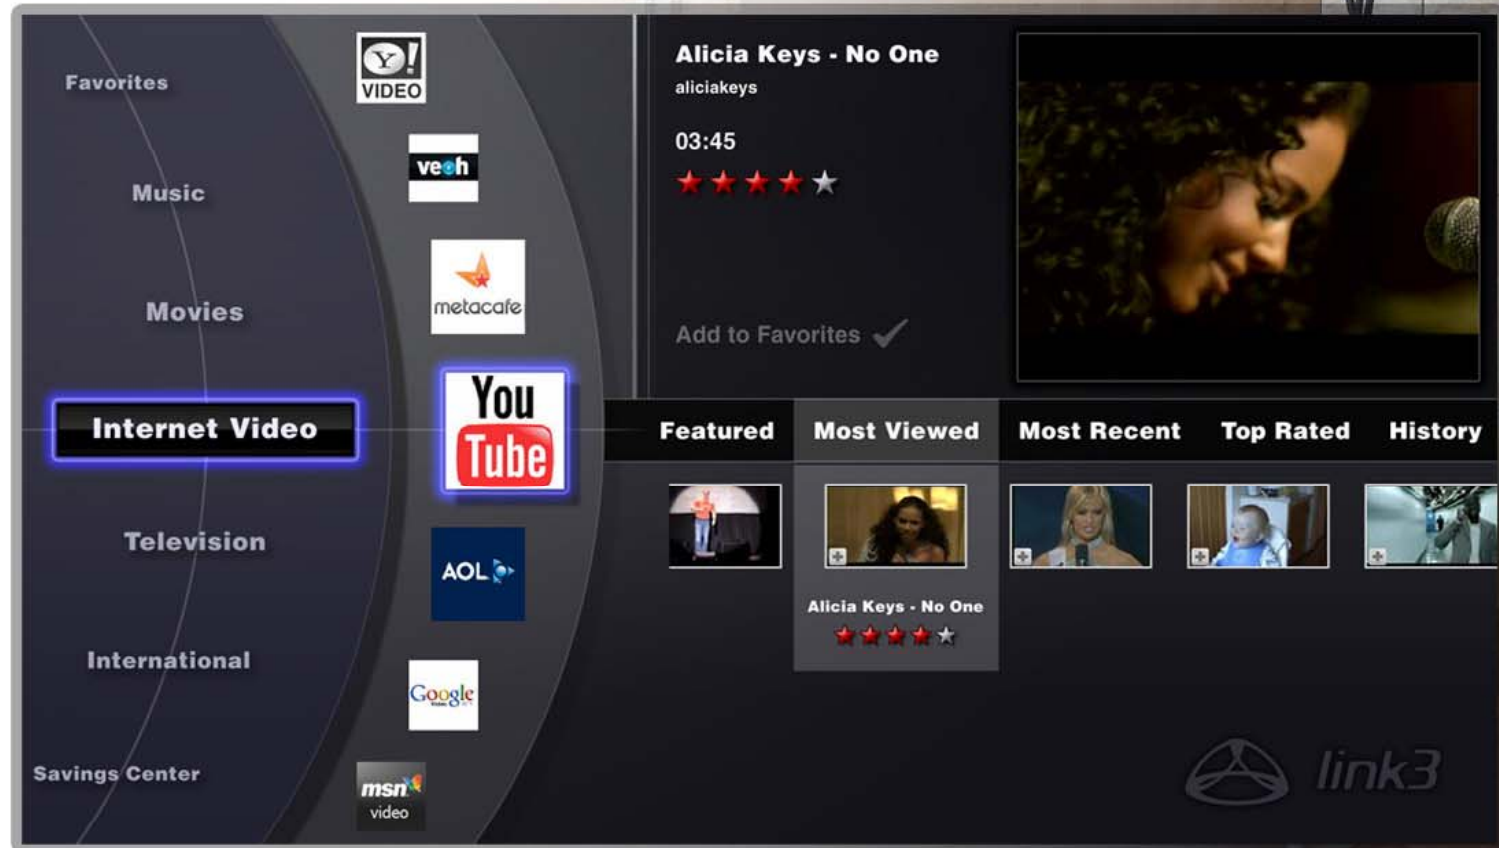 Favorites
Music
Movies
Internet Video
Television
International
Savings Center
Y!
VIDEO
veoh
metacafe
You
Tube
AOL
Google
msn
video
Alicia Keys - No One
aliciakeys
03:45
Add to Favorites
Featured
Most Viewed
Most Recent
Top Rated
History
Alicia Keys - No One
link3